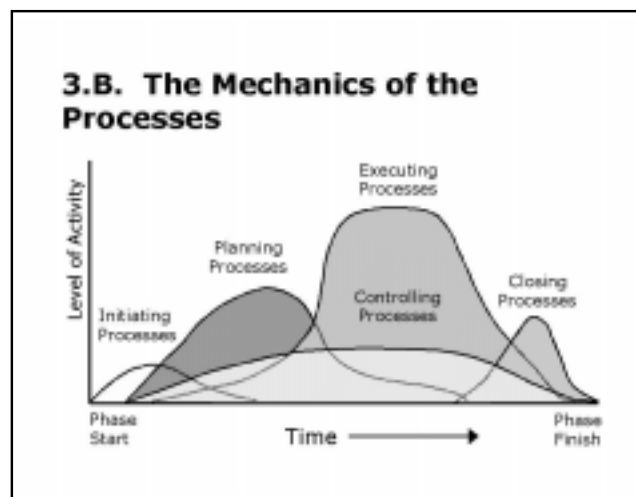 3.B. The Mechanics of the
Processes
Executing
Processes
Planning
Processes
Closing
Processes
Controlling
Processes
Initiating
Processes
Level of Activity
Phase
Start
Time
Phase
Finish